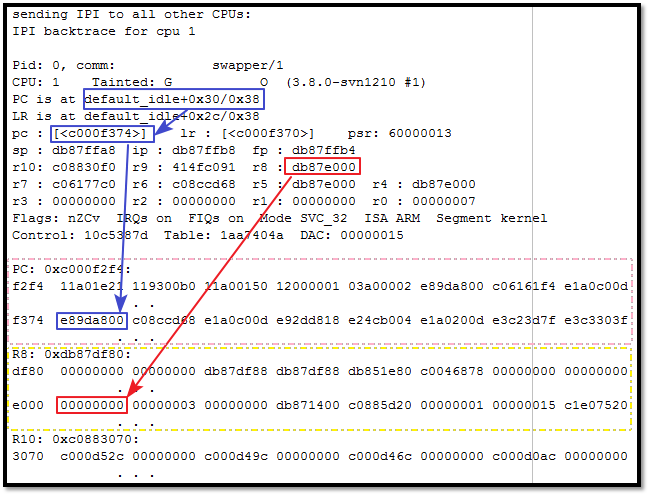 sending IPI to all other CPUs:
IPI backtrace for cpu 1
Pid: 0, comm: swapper/1
CPU: 1 Tainted: G O (3.8.0-svn1210 #1)
PC is at default_idle+0x30/0x38
LR is at default_idle+0x2c/0x38
pc : [<c000f374>] lr : [<c000f370>] psr: 60000013
sp : db87ffa8 ip : db87ffb8 fp : db87ffb4
r10: c08830f0 r9 : 414fc091 r8 : db87e000
r7 : c06177c0 r6 : c08ccd68 r5 : db87e000 r4 : db87e000
r3 : 00000000 r2 : 00000000 r1 : 00000000 r0 : 00000007
Flags: nZCv IRQs on FIQs on Mode SVC_32 ISA ARM Segment kernel
Control: 10c5387d Table: 1aa7404a DAC: 00000015
PC: 0xc000f2f4:
f2f4 11a01e21 119300b0 11a00150 12000001 03a00002 e89da800 c06161f4 e1a0c00d
. .
f374 e89da800 c08ccd68 e1a0c00d e92dd818 e24cb004 e1a0200d e3c23d7f e3c3303f
. . .
R8: 0xdb87df80:
df80 00000000 00000000 db87df88 db87df88 db851e80 c0046878 00000000 00000000
. . .
e000 00000000 00000003 00000000 db871400 c0885d20 00000001 00000015 c1e07520
. . .
R10: 0xc0883070:
3070 c000d52c 00000000 c000d49c 00000000 c000d46c 00000000 c000d0ac 00000000
. . .